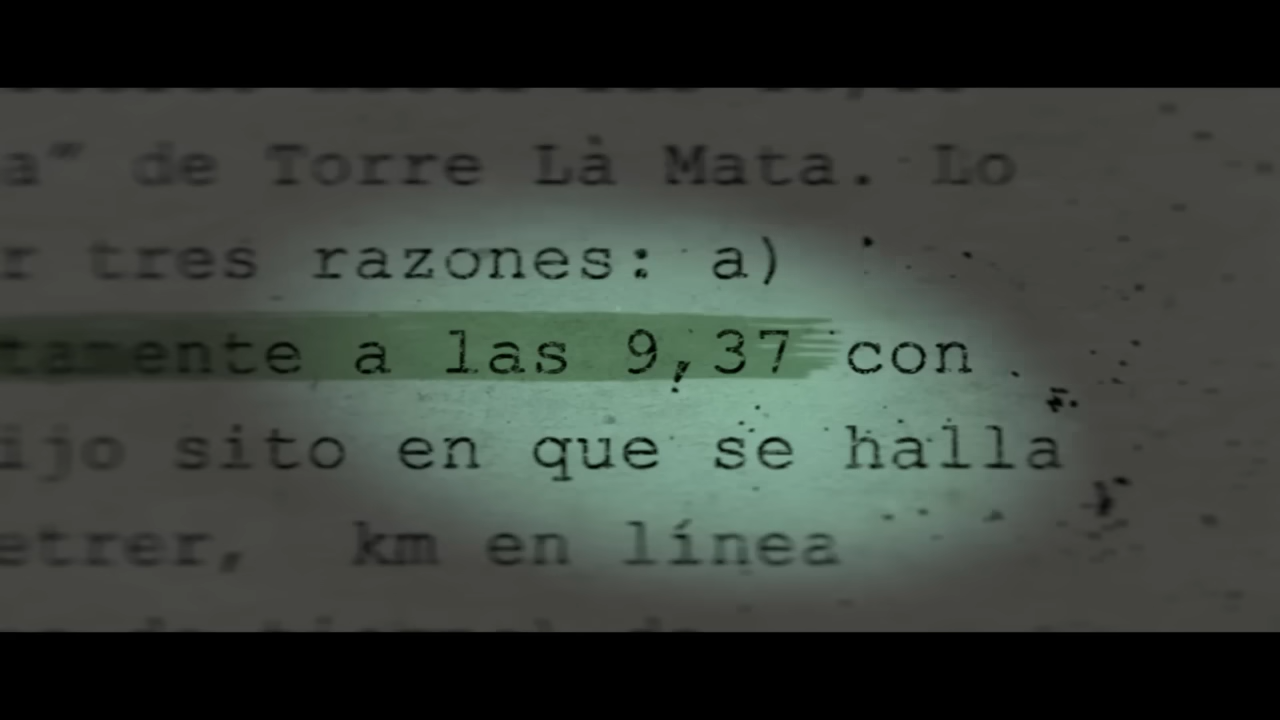 a” de Torre Là Mata. Lo
r tres razones: a)
tamente a las 9,37 con
ijo sito en que se halla
etrer, km en línea